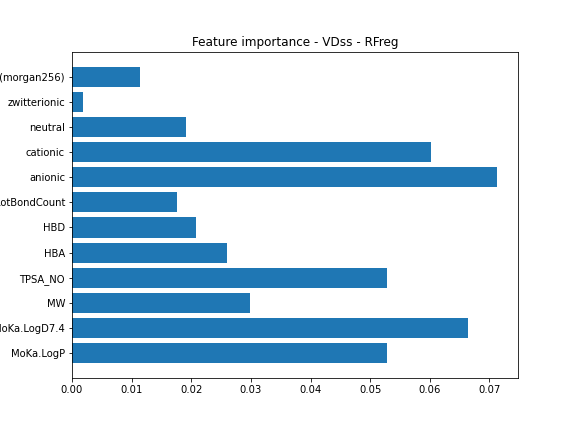 Feature importance - VDss - RFreg
(morgan256)
zwitterionic
neutral
cationic
anionic
otBondCount
HBD
HBA
TPSA_NO
MW
oKa.LogD7.4
MoKa.LogP
0.00 0.01 0.02 0.03 0.04 0.05 0.06 0.07